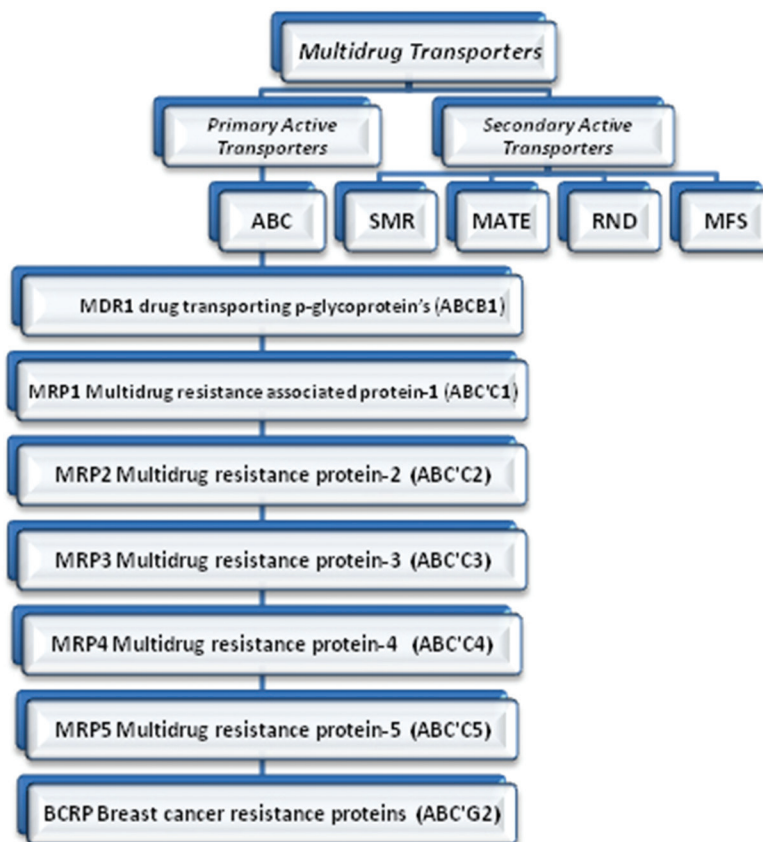 Multidrug Transporters
Primary Active
Transporters
Secondary Active
Transporters
ABC
SMR
MATE
RND
MFS
MDR1 drug transporting p-glycoprotein's (ABCB1)
MRP1 Multidrug resistance associated protein-1 (ABC'C1)
MRP2 Multidrug resistance protein-2 (ABC'C2)
MRP3 Multidrug resistance protein-3 (ABC'C3)
MRP4 Multidrug resistance protein-4 (ABC'C4)
MRP5 Multidrug resistance protein-5 (ABC'C5)
BCRP Breast cancer resistance proteins (ABC'G2)